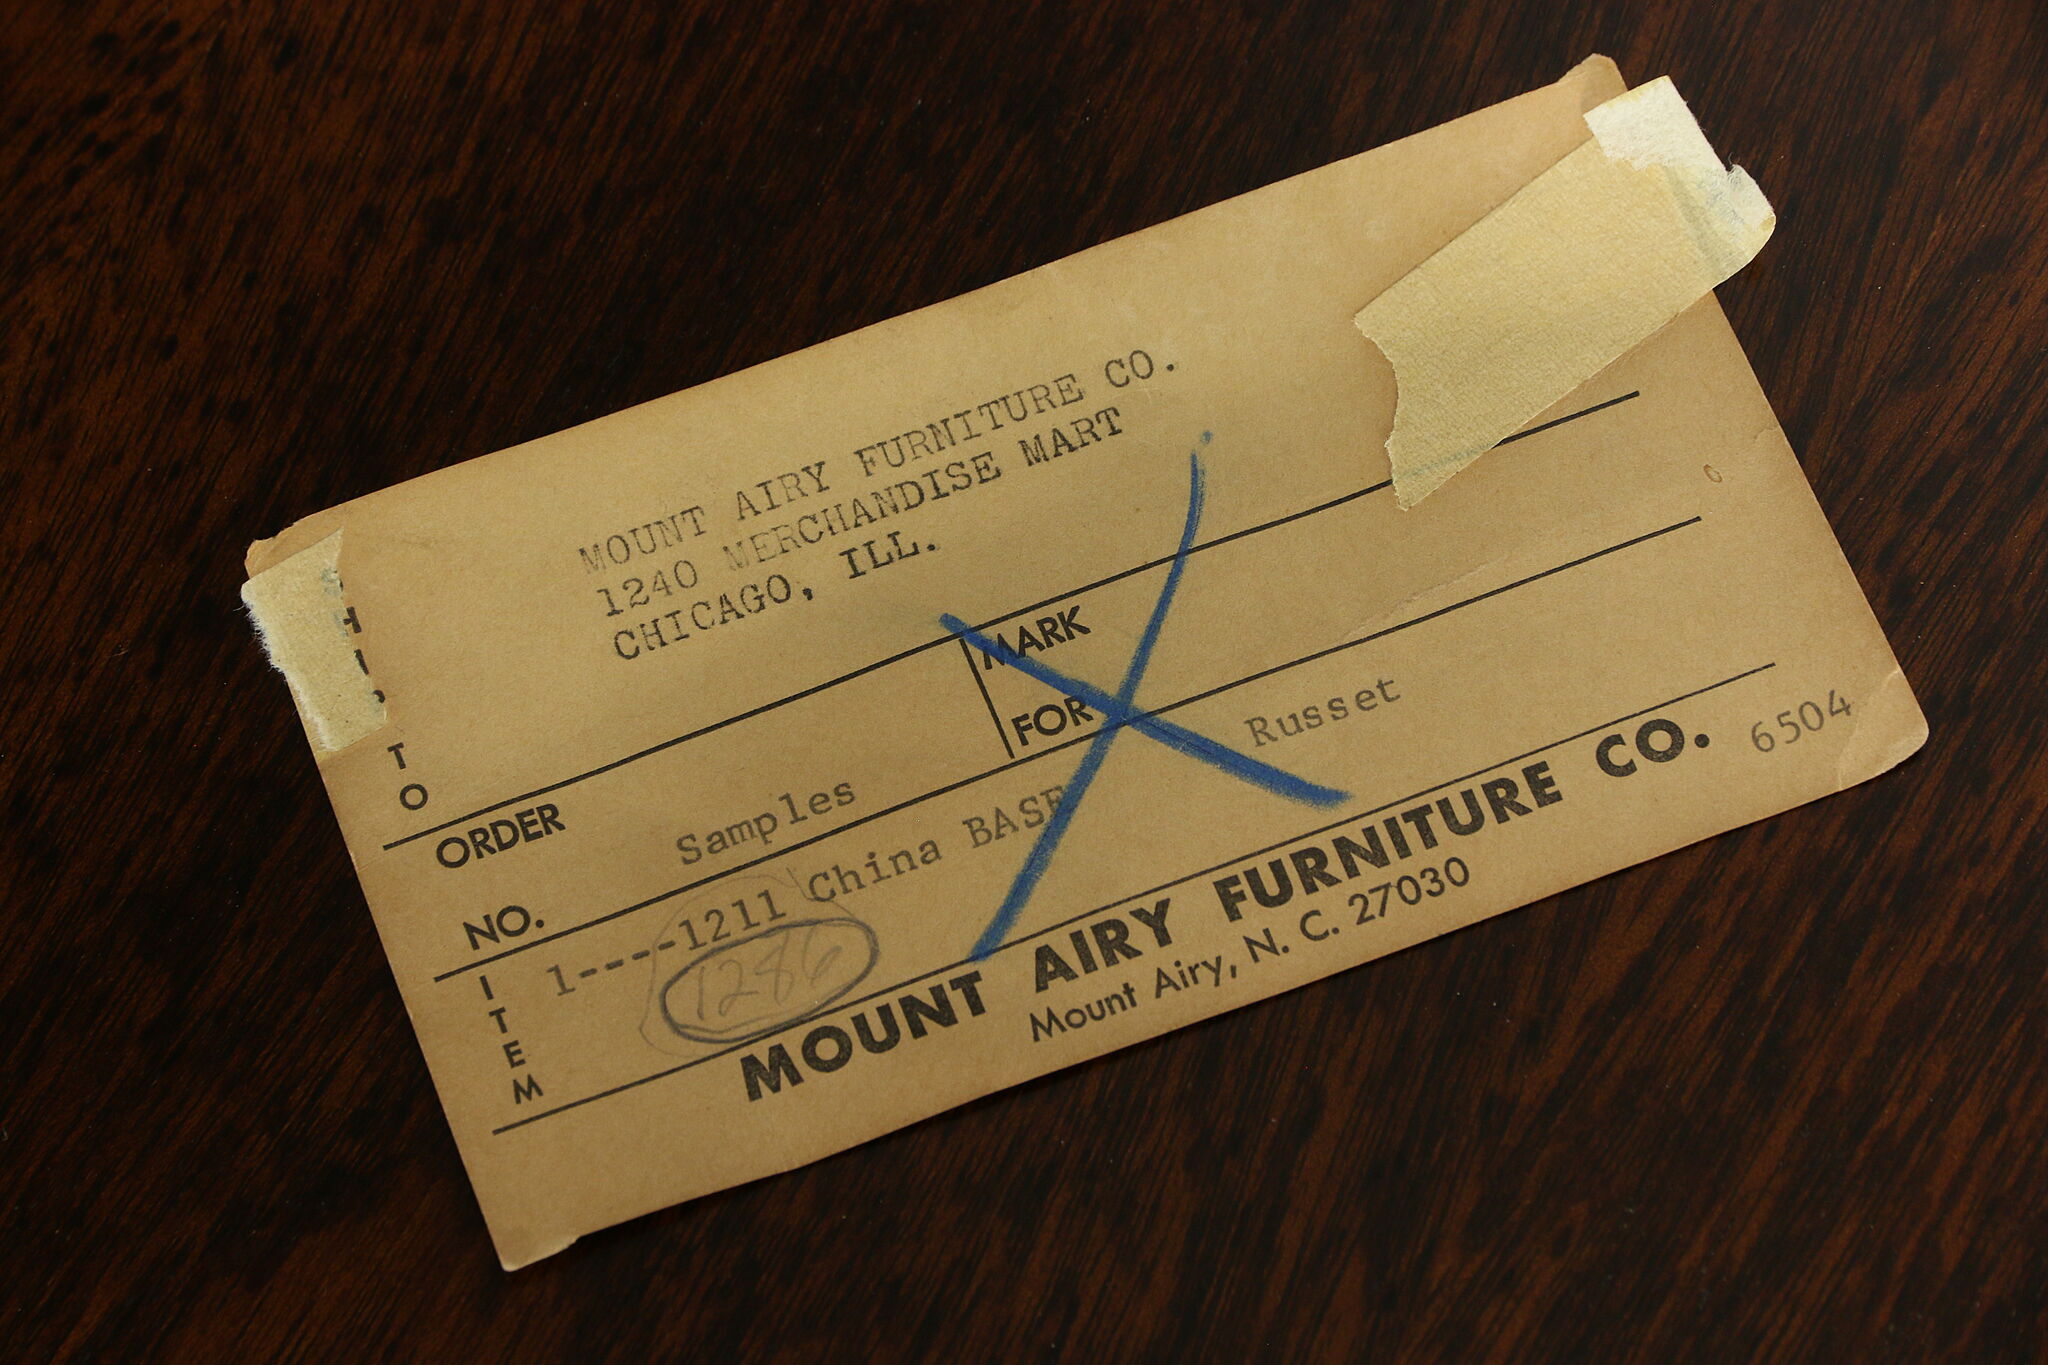 MOUNT AIRY FURNITURE CO.
1240 MERCHANDISE MART
CHICAGO, ILL.
TO
ORDER NO. Samples
MARK FOR
ITEM 1----1211 China BASE Russet
1286
MOUNT AIRY FURNITURE CO. 6504
Mount Airy, N. C. 27030